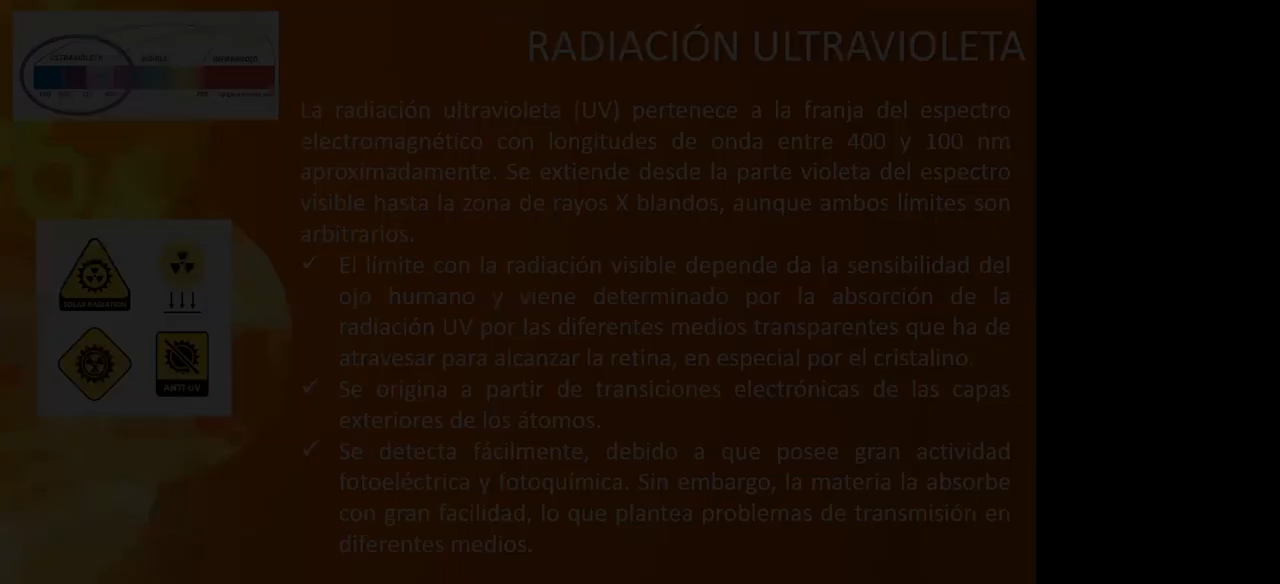 RADIACIÓN ULTRAVIOLETA
ULTRAVIOLETA
La radiación ultravioleta (UV) pertenece a la franja del espectro
electromagnético con longitudes de onda entre 400 y 100 nm
aproximadamente. Se extiende desde la parte violeta del espectro
visible hasta la zona de rayos X blandos, aunque ambos límites son
arbitrarios.
✓ El límite con la radiación visible depende da la sensibilidad del
ojo humano y viene determinado por la absorción de la
radiación UV por las diferentes medios transparentes que ha de
atravesar para alcanzar la retina, en especial por el cristalino.
✓ Se origina a partir de transiciones electrónicas de las capas
exteriores de los átomos.
✓ Se detecta fácilmente, debido a que posee gran actividad
fotoeléctrica y fotoquímica. Sin embargo, la materia la absorbe
con gran facilidad, lo que plantea problemas de transmisión en
diferentes medios.
SOLAR RADIATION
ANTI-UV